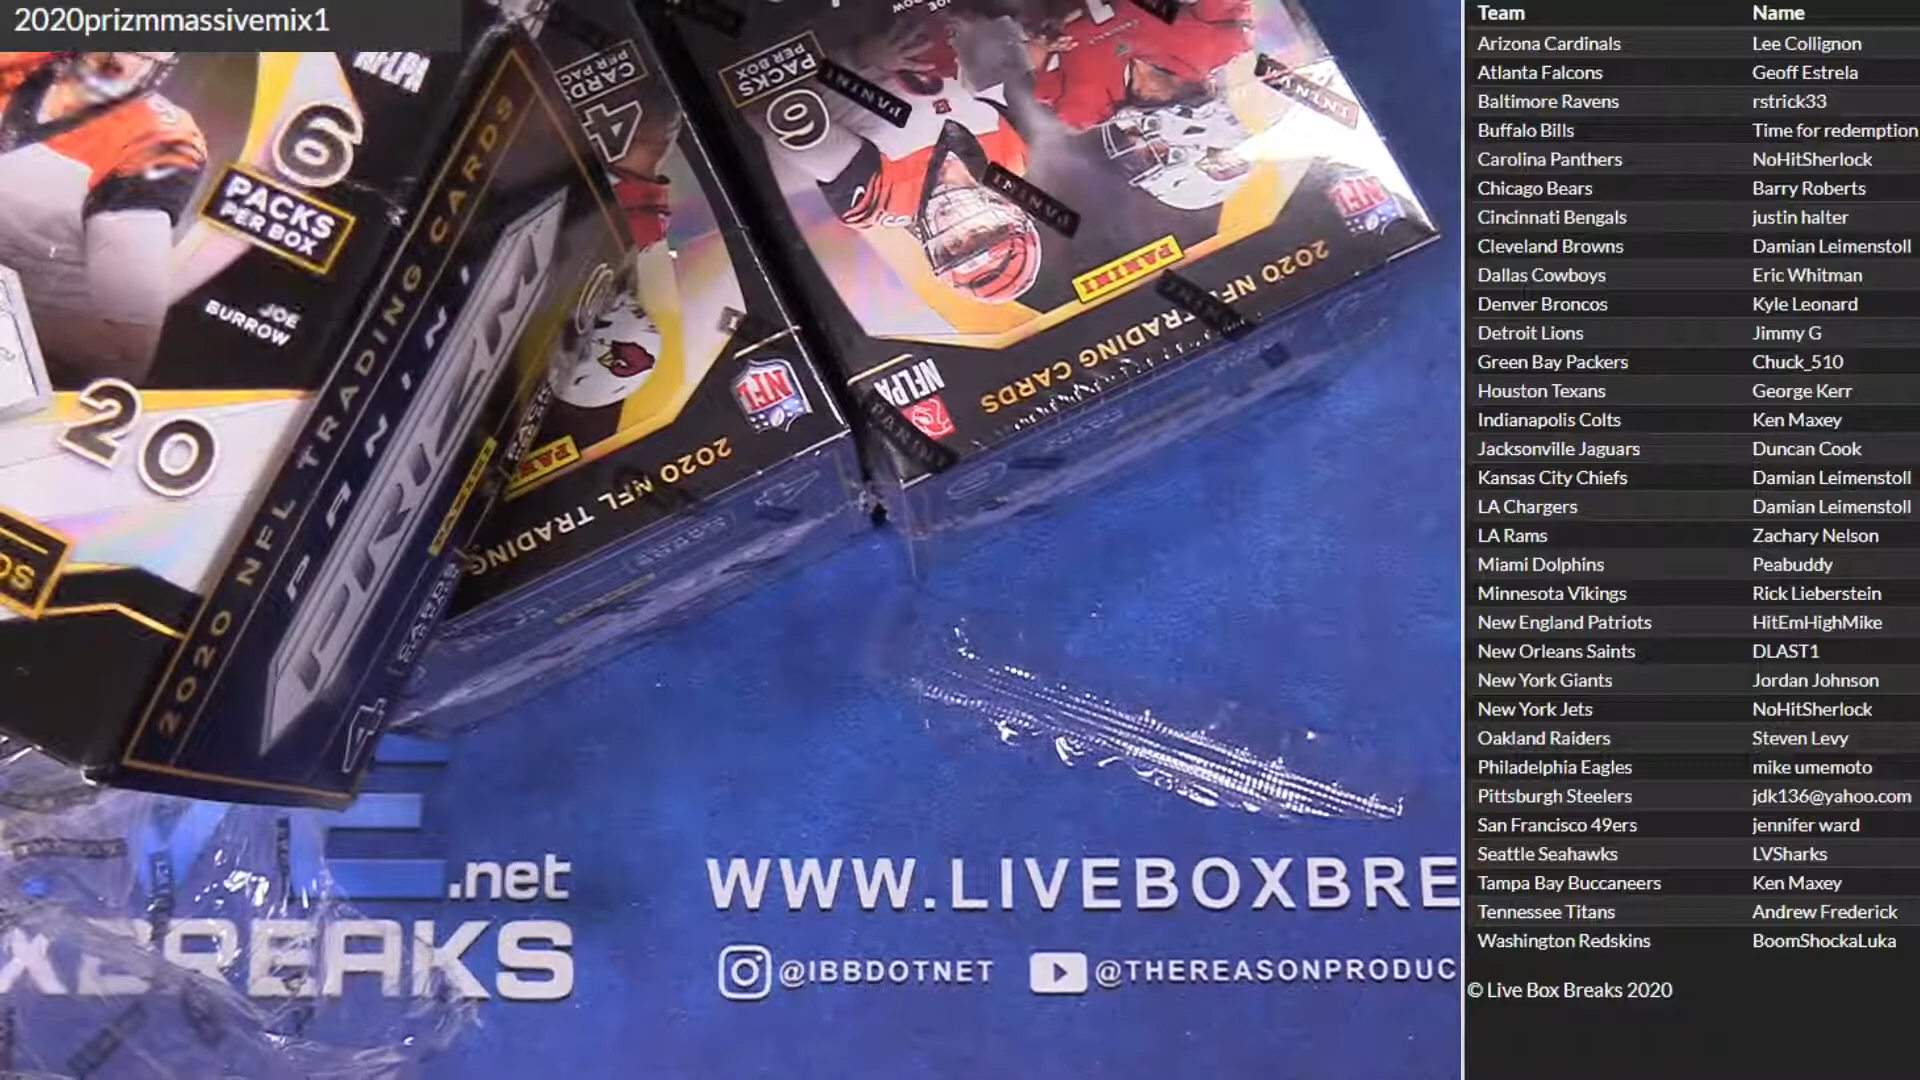 2020prizmmassivemix1
NFLPA
6
PACKS
PER BOX
JOE
BURROW
20
2020 NFL TRADING CARDS
PANINI
PRIZM
PANINI
4
CARDS
4
CARDS
PER PACK
NFL
2020 NFL TRADING
6
PACKS
PER BOX
PANINI
PANINI
PANINI
PANINI
NFL
2020 NFL TRADING CARDS
NFLPA
PANINI
.net
XBREAKS
WWW.LIVEBOXBRE
@IBBDOTNET @THEREASONPRODUC
Team Name
Arizona Cardinals Lee Collignon
Atlanta Falcons Geoff Estrela
Baltimore Ravens rstrick33
Buffalo Bills Time for redemption
Carolina Panthers NoHitSherlock
Chicago Bears Barry Roberts
Cincinnati Bengals justin halter
Cleveland Browns Damian Leimenstoll
Dallas Cowboys Eric Whitman
Denver Broncos Kyle Leonard
Detroit Lions Jimmy G
Green Bay Packers Chuck_510
Houston Texans George Kerr
Indianapolis Colts Ken Maxey
Jacksonville Jaguars Duncan Cook
Kansas City Chiefs Damian Leimenstoll
LA Chargers Damian Leimenstoll
LA Rams Zachary Nelson
Miami Dolphins Peabuddy
Minnesota Vikings Rick Lieberstein
New England Patriots HitEmHighMike
New Orleans Saints DLAST1
New York Giants Jordan Johnson
New York Jets NoHitSherlock
Oakland Raiders Steven Levy
Philadelphia Eagles mike umemoto
Pittsburgh Steelers jdk136@yahoo.com
San Francisco 49ers jennifer ward
Seattle Seahawks LVSharks
Tampa Bay Buccaneers Ken Maxey
Tennessee Titans Andrew Frederick
Washington Redskins BoomShockaLuka
© Live Box Breaks 2020